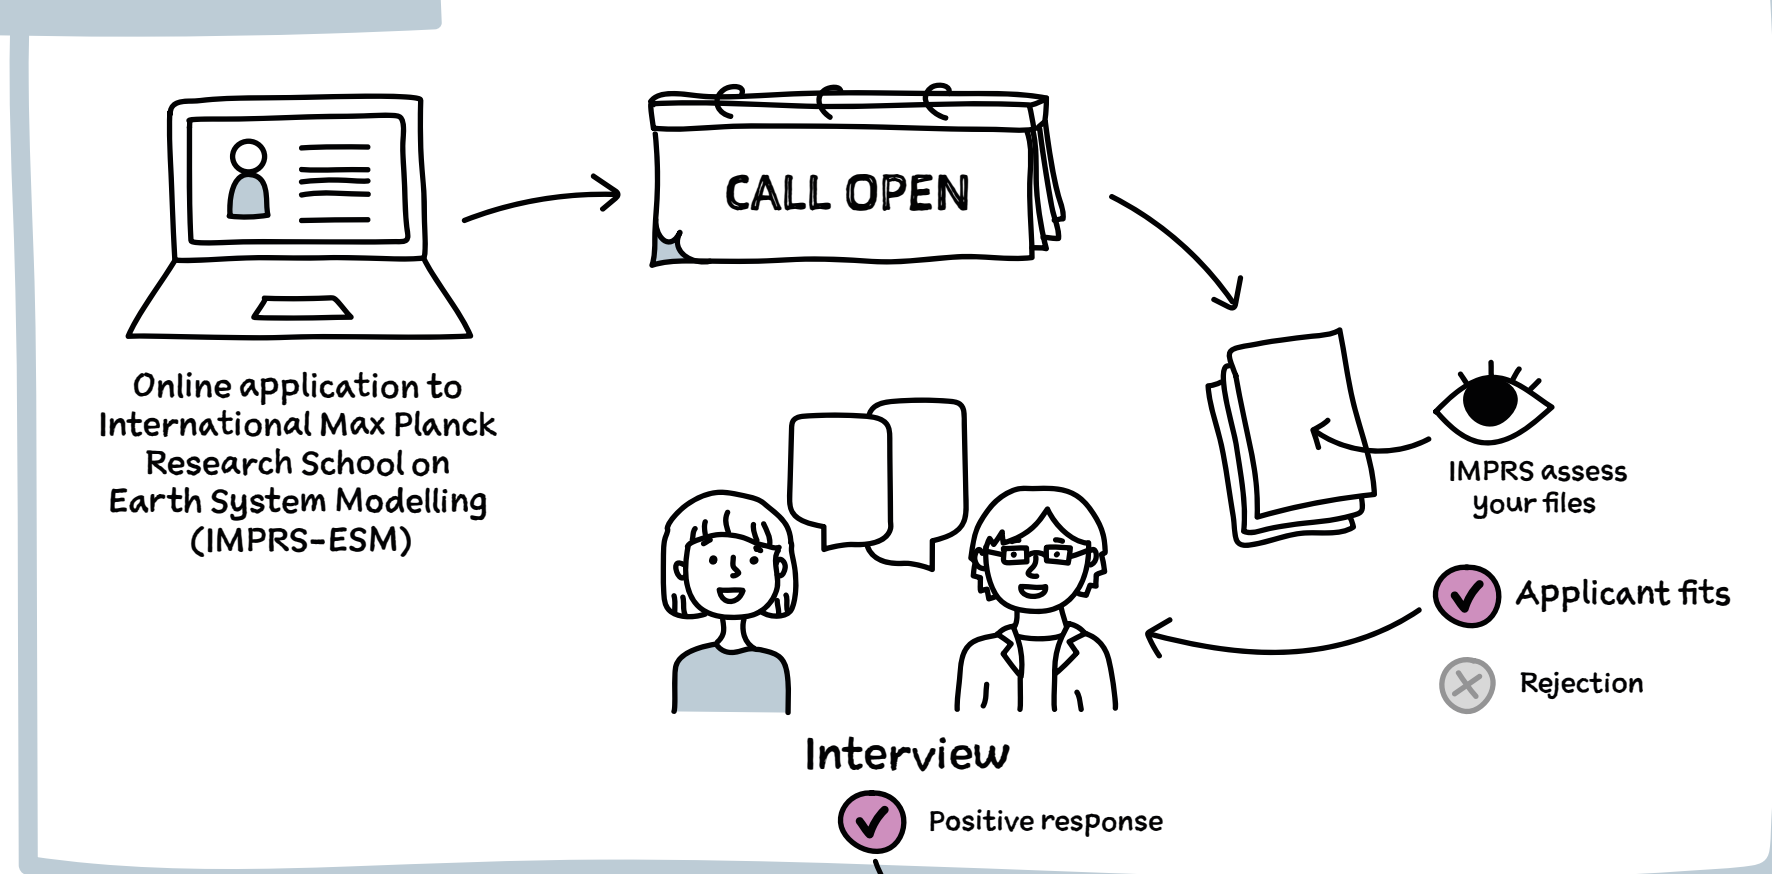 CALL OPEN
Online application to
International Max Planck
Research School on
Earth System Modelling
(IMPRS-ESM)
IMPRS assess
your files
Applicant fits
Rejection
Interview
Positive response